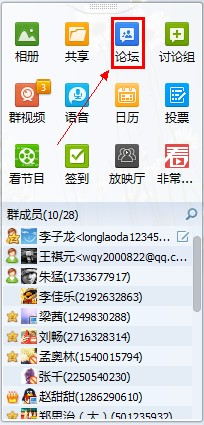 相册 共享 论坛 讨论组
3
群视频 语音 日历 投票
看节目 签到 放映厅 非常...
群成员(10/28)
李子龙<longlaoda12345...
王祺元<wqy2000822@qq.c...
朱猛(1733677917)
李佳乐(2192632863)
梁茜(1249830288)
刘畅(2716328314)
孟奥林(1540015794)
张千(2250540230)
赵甜甜(1286290610)
郑思治（大）(501235932)